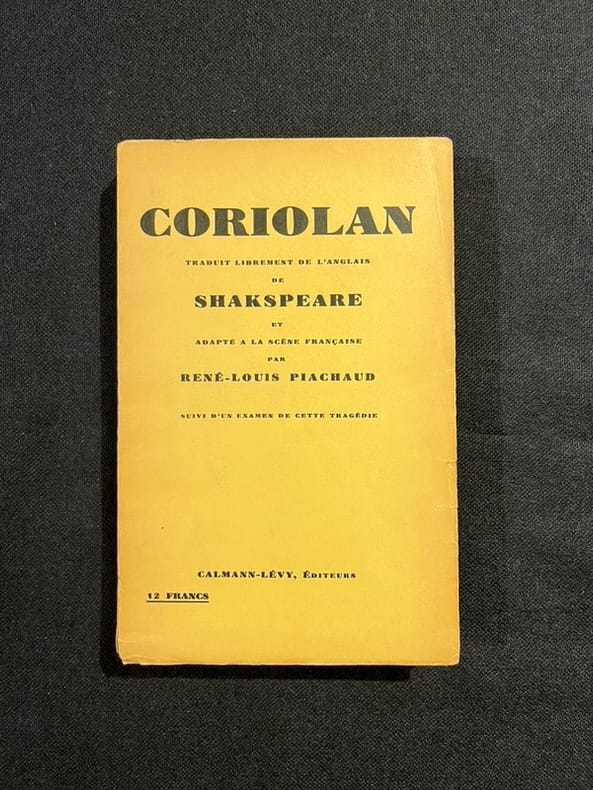 CORIOLAN
TRADUIT LIBREMENT DE L'ANGLAIS
DE
SHAKSPEARE
ET
ADAPTÉ A LA SCÈNE FRANÇAISE
PAR
RENÉ-LOUIS PIACHAUD
SUIVI D'UN EXAMEN DE CETTE TRAGÉDIE
CALMANN-LÉVY, ÉDITEURS
12 FRANCS